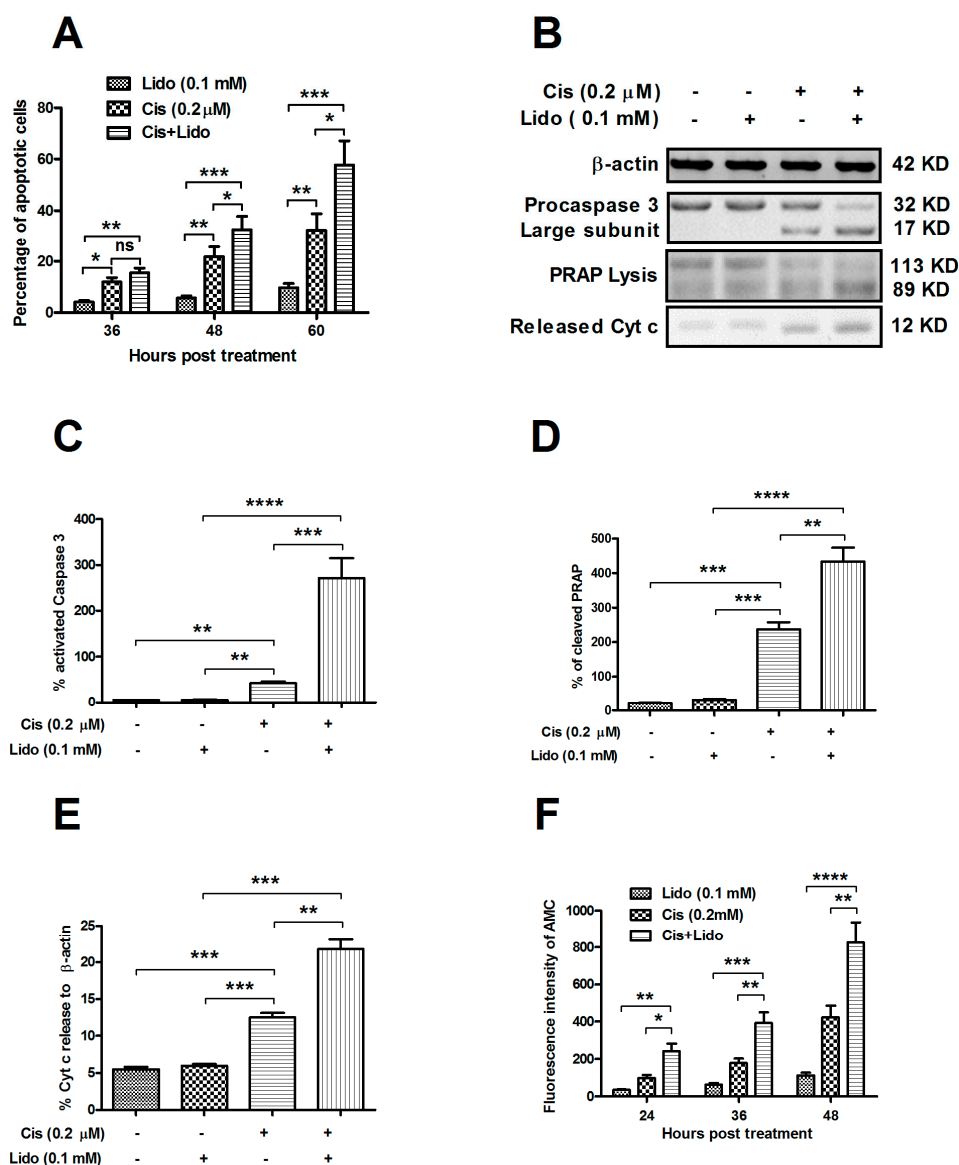 A
Lido (0.1 mM)
Cis (0.2 μM)
Cis+Lido
Percentage of apoptotic cells
80
60
40
20
0
***
*
***
**
*
**
**
ns
*
36
48
60
Hours post treatment
B
Cis (0.2 μM) - - + +
Lido ( 0.1 mM) - + - +
β-actin 42 KD
Procaspase 3 32 KD
Large subunit 17 KD
PRAP Lysis 113 KD
89 KD
Released Cyt c 12 KD
C
% activated Caspase 3
400
300
200
100
0
****
***
**
**
Cis (0.2 μM) - - + +
Lido (0.1 mM) - + - +
D
% of cleaved PRAP
500
400
300
200
100
0
****
**
***
***
Cis (0.2 μM) - - + +
Lido (0.1 mM) - + - +
E
% Cyt c release to β-actin
25
20
15
10
5
0
***
**
***
***
Cis (0.2 μM) - - + +
Lido (0.1 mM) - + - +
F
Lido (0.1 mM)
Cis (0.2mM)
Cis+Lido
Fluorescence intensity of AMC
1000
800
600
400
200
0
****
**
***
**
**
*
24
36
48
Hours post treatment